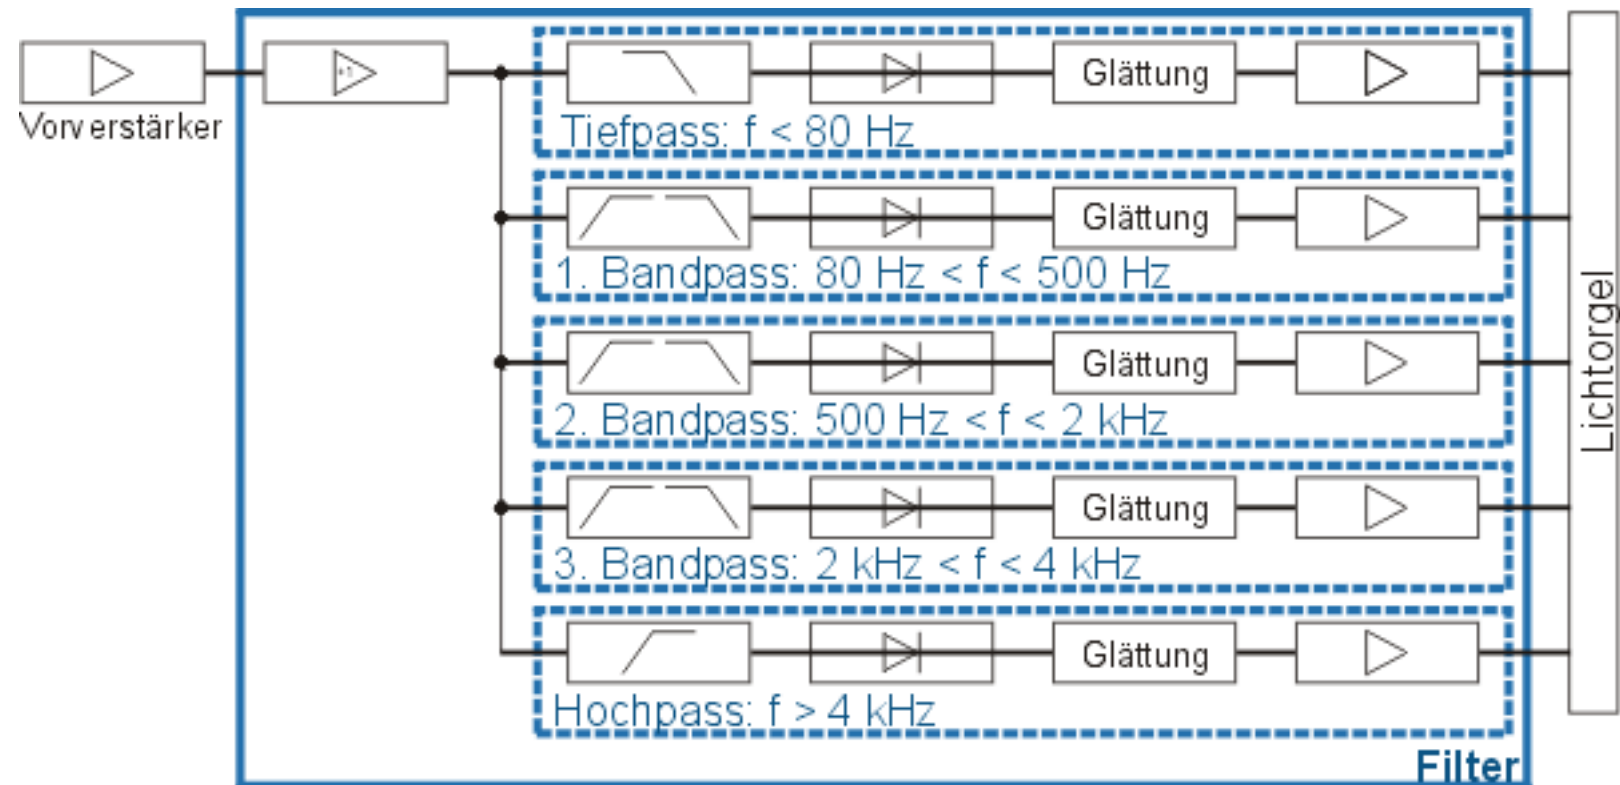 Vorverstärker
+1
Glättung
Tiefpass: f < 80 Hz
Glättung
1. Bandpass: 80 Hz < f < 500 Hz
Glättung
2. Bandpass: 500 Hz < f < 2 kHz
Glättung
3. Bandpass: 2 kHz < f < 4 kHz
Glättung
Hochpass: f > 4 kHz
Filter
Lichtorgel